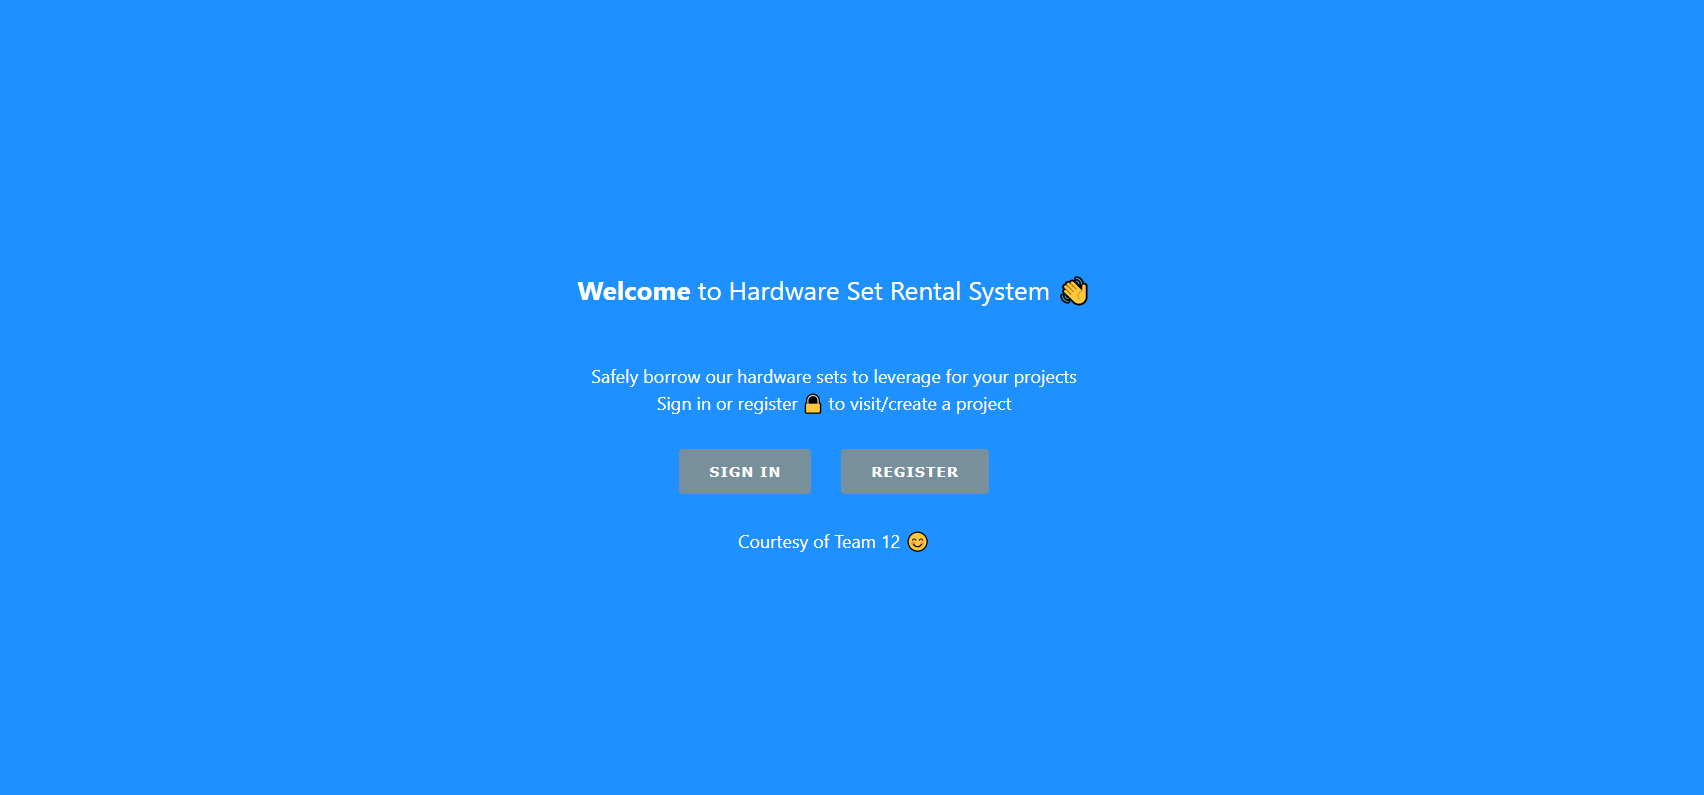 Welcome to Hardware Set Rental System 👋
Safely borrow our hardware sets to leverage for your projects
Sign in or register 🔒 to visit/create a project
SIGN IN
REGISTER
Courtesy of Team 12 😊